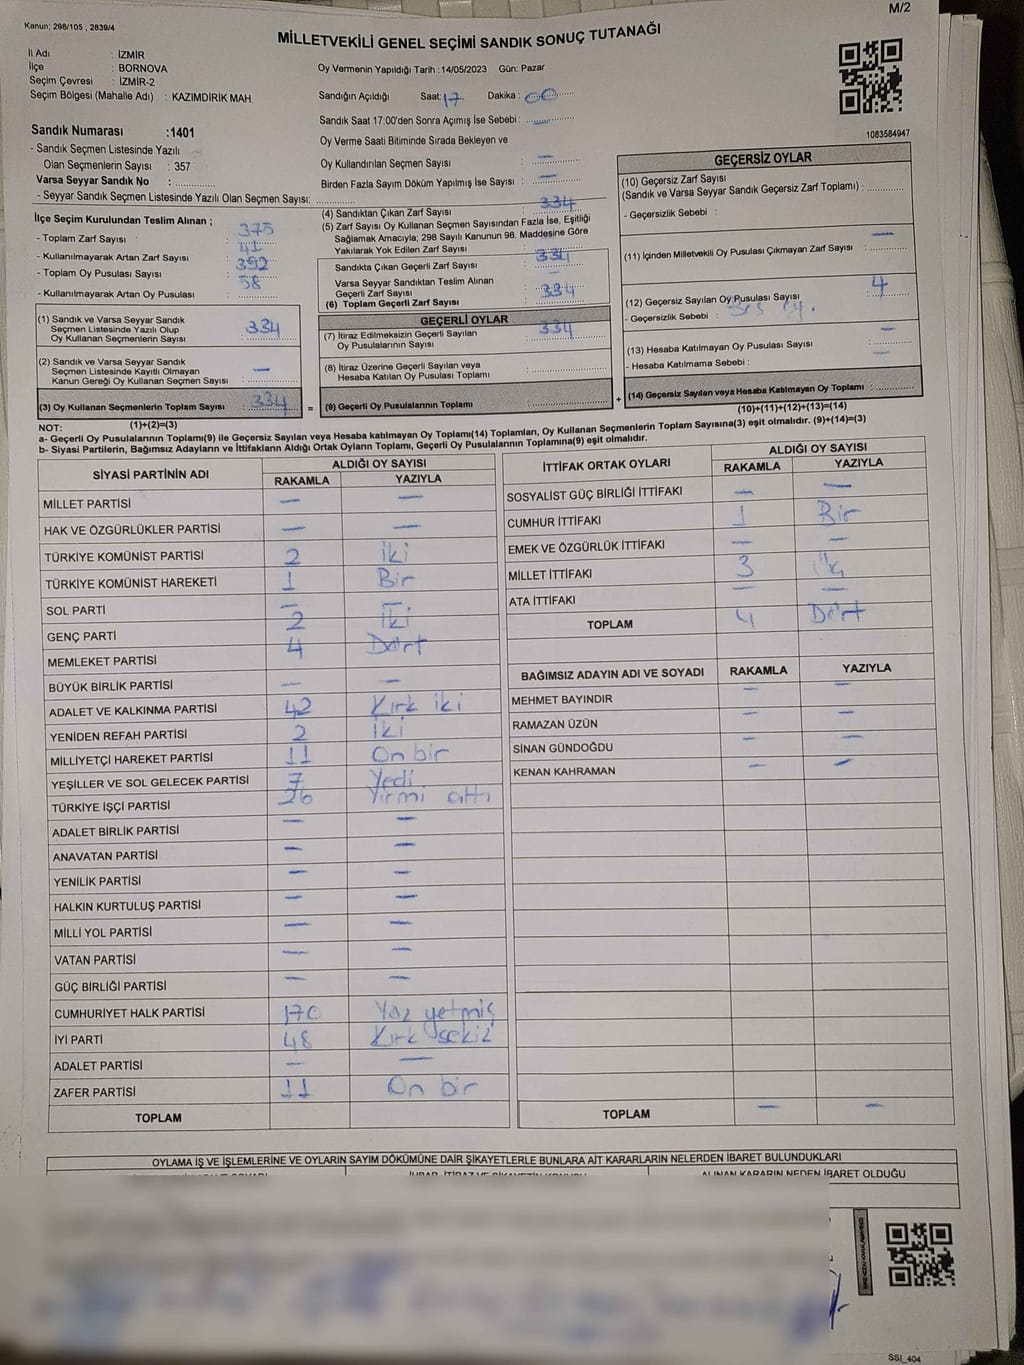 M/2
Kanun: 298/105 , 2839/4
MİLLETVEKİLİ GENEL SEÇİMİ SANDIK SONUÇ TUTANAĞI
İl Adı : İZMİR
İlçe : BORNOVA
Seçim Çevresi : İZMİR-2
Seçim Bölgesi (Mahalle Adı) : KAZIMDİRİK MAH.
Oy Vermenin Yapıldığı Tarih :14/05/2023 Gün: Pazar
Sandığın Açıldığı Saat: 17 Dakika : 00
Sandık Saat 17:00'den Sonra Açımış İse Sebebi : —
Oy Verme Saati Bitiminde Sırada Bekleyen ve
Oy Kullandırılan Seçmen Sayısı : —
Birden Fazla Sayım Döküm Yapılmış İse Sayısı : —
1083584947
Sandık Numarası :1401
- Sandık Seçmen Listesinde Yazılı
Olan Seçmenlerin Sayısı : 357
Varsa Seyyar Sandık No :
- Seyyar Sandık Seçmen Listesinde Yazılı Olan Seçmen Sayısı:
İlçe Seçim Kurulundan Teslim Alınan ;
- Toplam Zarf Sayısı : 375
- Kullanılmayarak Artan Zarf Sayısı : 41
- Toplam Oy Pusulası Sayısı : 392
- Kullanılmayarak Artan Oy Pusulası : 58
(1) Sandık ve Varsa Seyyar Sandık
Seçmen Listesinde Yazılı Olup
Oy Kullanan Seçmenlerin Sayısı : 334
(2) Sandık ve Varsa Seyyar Sandık
Seçmen Listesinde Kayıtlı Olmayan
Kanun Gereği Oy Kullanan Seçmen Sayısı : —
(3) Oy Kullanan Seçmenlerin Toplam Sayısı : 334
(1)+(2)=(3)
(4) Sandıktan Çıkan Zarf Sayısı : 334
(5) Zarf Sayısı Oy Kullanan Seçmen Sayısından Fazla İse, Eşitliği
Sağlamak Amacıyla; 298 Sayılı Kanunun 98. Maddesine Göre
Yakılarak Yok Edilen Zarf Sayısı : —
Sandıkta Çıkan Geçerli Zarf Sayısı : 334
Varsa Seyyar Sandıktan Teslim Alınan
Geçerli Zarf Sayısı : —
(6) Toplam Geçerli Zarf Sayısı : 334
GEÇERLİ OYLAR
(7) İtiraz Edilmeksizin Geçerli Sayılan
Oy Pusulalarının Sayısı : 334
(8) İtiraz Üzerine Geçerli Sayılan veya
Hesaba Katılan Oy Pusulası Toplamı :
= (9) Geçerli Oy Pusulalarının Toplamı : +
GEÇERSİZ OYLAR
(10) Geçersiz Zarf Sayısı
(Sandık ve Varsa Seyyar Sandık Geçersiz Zarf Toplamı) :
- Geçersizlik Sebebi :
(11) İçinden Milletvekili Oy Pusulası Çıkmayan Zarf Sayısı : —
(12) Geçersiz Sayılan Oy Pusulası Sayısı : 4
- Geçersizlik Sebebi :
(13) Hesaba Katılmayan Oy Pusulası Sayısı : —
- Hesaba Katılmama Sebebi : —
(14) Geçersiz Sayılan veya Hesaba Katılmayan Oy Toplamı :
(10)+(11)+(12)+(13)=(14)
NOT:
a- Geçerli Oy Pusulalarının Toplamı(9) ile Geçersiz Sayılan veya Hesaba katılmayan Oy Toplamı(14) Toplamları, Oy Kullanan Seçmenlerin Toplam Sayısına(3) eşit olmalıdır. (9)+(14)=(3)
b- Siyasi Partilerin, Bağımsız Adayların ve İttifakların Aldığı Ortak Oyların Toplamı, Geçerli Oy Pusulalarının Toplamına(9) eşit olmalıdır.
SİYASİ PARTİNİN ADI ALDIĞI OY SAYISI
RAKAMLA YAZIYLA
MİLLET PARTİSİ — —
HAK VE ÖZGÜRLÜKLER PARTİSİ — —
TÜRKİYE KOMÜNİST PARTİSİ 2 İki
TÜRKİYE KOMÜNİST HAREKETİ 1 Bir
SOL PARTİ — —
GENÇ PARTİ 2 İki
MEMLEKET PARTİSİ 4 Dört
BÜYÜK BİRLİK PARTİSİ — —
ADALET VE KALKINMA PARTİSİ 42 Kırk iki
YENİDEN REFAH PARTİSİ 2 İki
MİLLİYETÇİ HAREKET PARTİSİ 11 On bir
YEŞİLLER VE SOL GELECEK PARTİSİ 7 Yedi
TÜRKİYE İŞÇİ PARTİSİ 26 Yirmi altı
ADALET BİRLİK PARTİSİ — —
ANAVATAN PARTİSİ — —
YENİLİK PARTİSİ — —
HALKIN KURTULUŞ PARTİSİ — —
MİLLİ YOL PARTİSİ — —
VATAN PARTİSİ — —
GÜÇ BİRLİĞİ PARTİSİ — —
CUMHURİYET HALK PARTİSİ 170 Yüz yetmiş
İYİ PARTİ 48 Kırk sekiz
ADALET PARTİSİ — —
ZAFER PARTİSİ 11 On bir
TOPLAM
İTTİFAK ORTAK OYLARI ALDIĞI OY SAYISI
RAKAMLA YAZIYLA
SOSYALİST GÜÇ BİRLİĞİ İTTİFAKI — —
CUMHUR İTTİFAKI 1 Bir
EMEK VE ÖZGÜRLÜK İTTİFAKI — —
MİLLET İTTİFAKI 3 Üç
ATA İTTİFAKI — —
TOPLAM 4 Dört
BAĞIMSIZ ADAYIN ADI VE SOYADI RAKAMLA YAZIYLA
MEHMET BAYINDIR — —
RAMAZAN ÜZÜN — —
SİNAN GÜNDOĞDU — —
KENAN KAHRAMAN — —
TOPLAM — —
OYLAMA İŞ VE İŞLEMLERİNE VE OYLARIN SAYIM DÖKÜMÜNE DAİR ŞİKAYETLERLE BUNLARA AİT KARARLARIN NELERDEN İBARET BULUNDUKLARI
ALINAN KARARIN NEDEN İBARET OLDUĞU
SSI_404